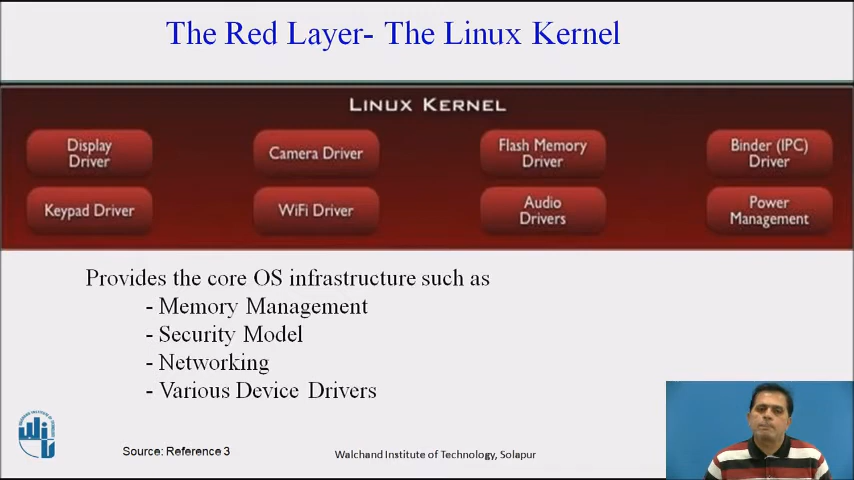 The Red Layer- The Linux Kernel
LINUX KERNEL
Display
Driver
Camera Driver
Flash Memory
Driver
Binder (IPC)
Driver
Keypad Driver
WiFi Driver
Audio
Drivers
Power
Management
Provides the core OS infrastructure such as
- Memory Management
- Security Model
- Networking
- Various Device Drivers
Source: Reference 3
Walchand Institute of Technology, Solapur